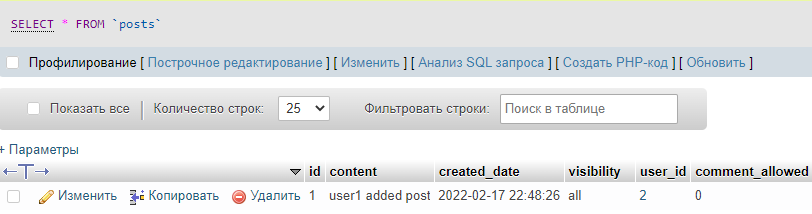 SELECT * FROM `posts`
Профилирование [ Построчное редактирование ] [ Изменить ] [ Анализ SQL запроса ] [ Создать PHP-код ] [ Обновить ]
Показать все | Количество строк: 25 Фильтровать строки: Поиск в таблице
+ Параметры
←T→ id content created_date visibility user_id comment_allowed
Изменить Копировать Удалить 1 user1 added post 2022-02-17 22:48:26 all 2 0